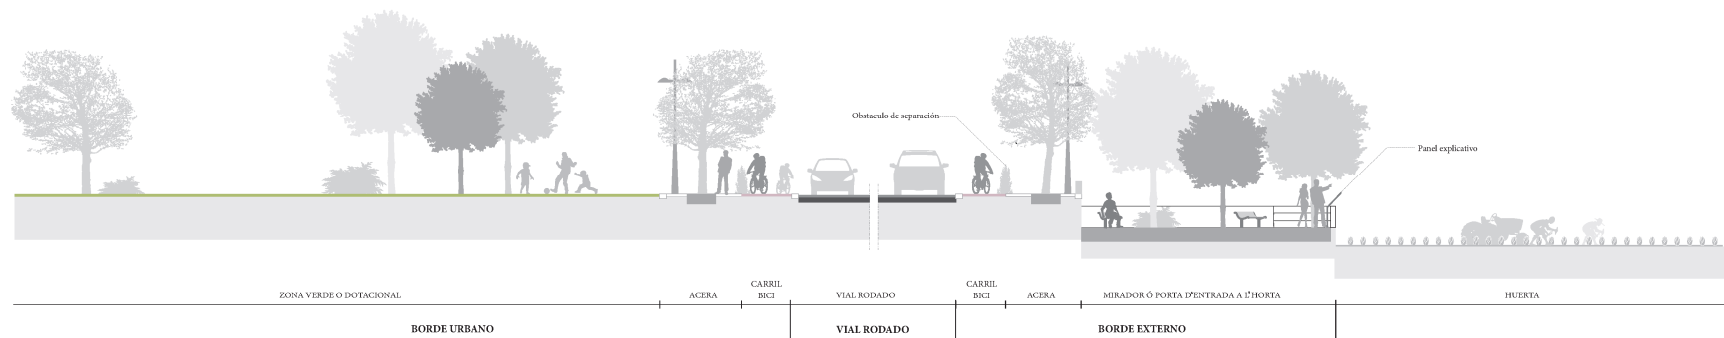 Obstaculo de separación
Panel explicativo
ZONA VERDE O DOTACIONAL
ACERA
CARRIL
BICI
VIAL RODADO
CARRIL
BICI
ACERA
MIRADOR Ó PORTA D'ENTRADA A L'HORTA
HUERTA
BORDE URBANO
VIAL RODADO
BORDE EXTERNO